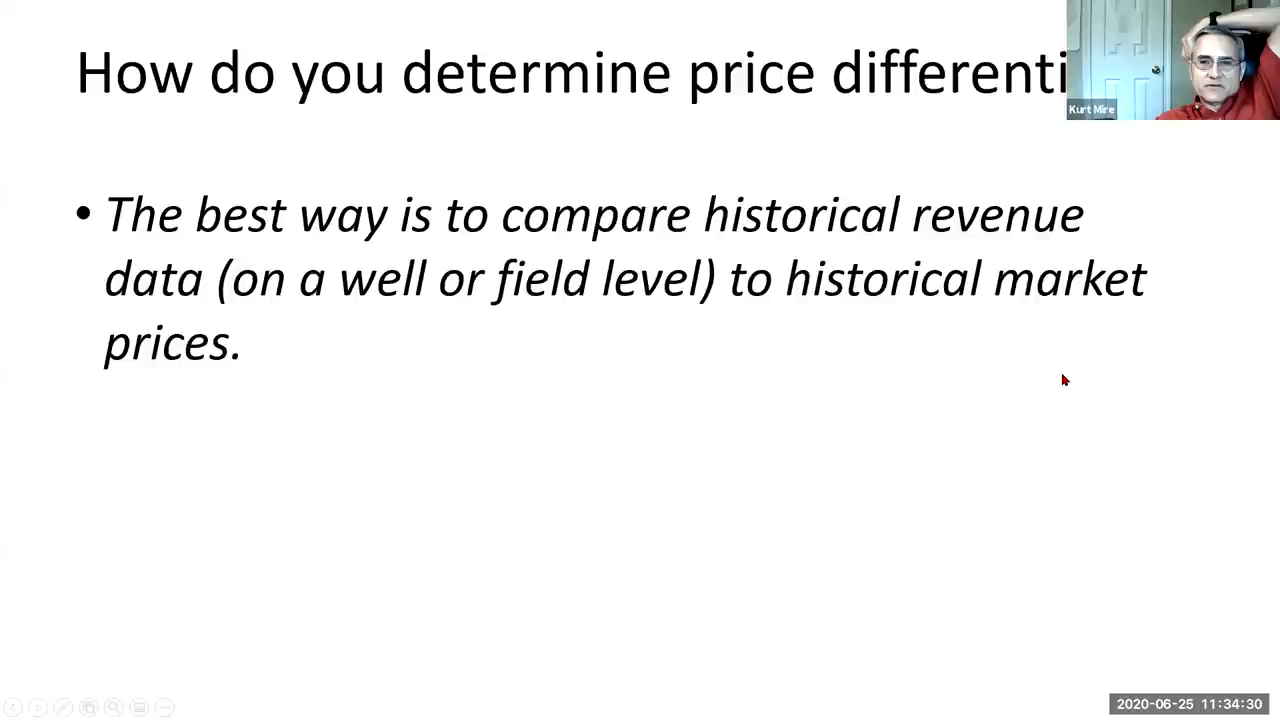 How do you determine price differenti
Kurt Mire
• The best way is to compare historical revenue
data (on a well or field level) to historical market
prices.
2020-06-25 11:34:30